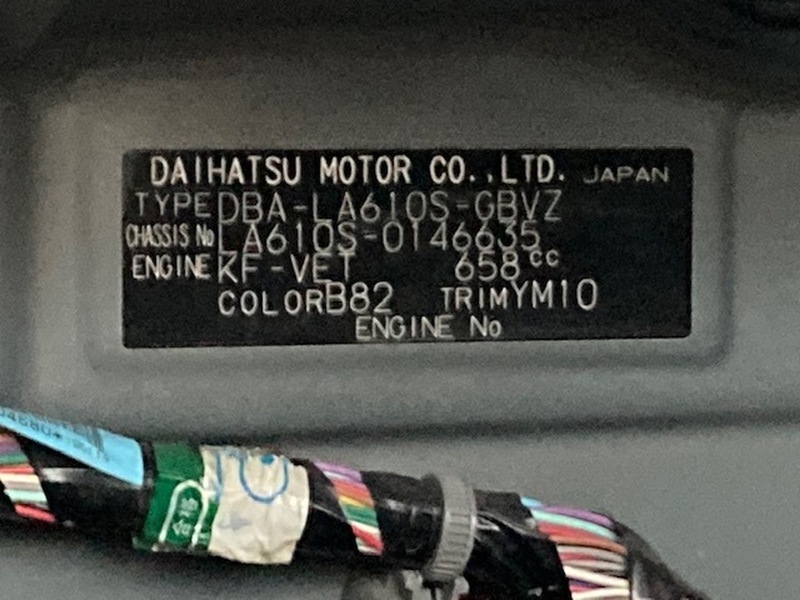 DAIHATSU MOTOR CO.,LTD. JAPAN
TYPE DBA-LA610S-GBVZ
CHASSIS No LA610S-0146635
ENGINE KF-VET 658cc
COLOR B82 TRIM YM10
ENGINE No